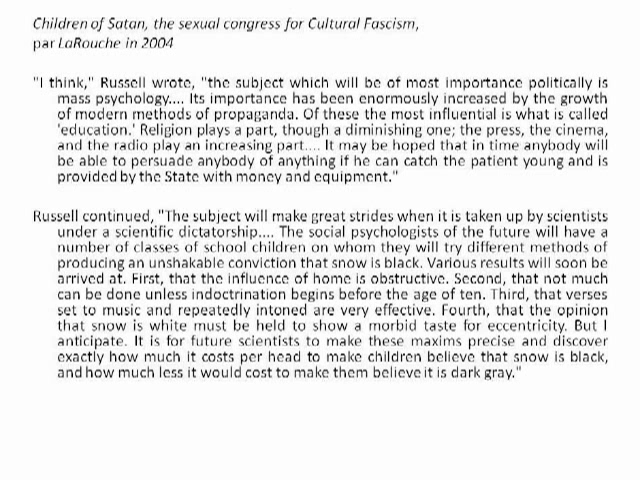 Children of Satan, the sexual congress for Cultural Fascism,
par LaRouche in 2004
"I think," Russell wrote, "the subject which will be of most importance politically is
mass psychology.... Its importance has been enormously increased by the growth
of modern methods of propaganda. Of these the most influential is what is called
'education.' Religion plays a part, though a diminishing one; the press, the cinema,
and the radio play an increasing part.... It may be hoped that in time anybody will
be able to persuade anybody of anything if he can catch the patient young and is
provided by the State with money and equipment."
Russell continued, "The subject will make great strides when it is taken up by scientists
under a scientific dictatorship.... The social psychologists of the future will have a
number of classes of school children on whom they will try different methods of
producing an unshakable conviction that snow is black. Various results will soon be
arrived at. First, that the influence of home is obstructive. Second, that not much
can be done unless indoctrination begins before the age of ten. Third, that verses
set to music and repeatedly intoned are very effective. Fourth, that the opinion
that snow is white must be held to show a morbid taste for eccentricity. But I
anticipate. It is for future scientists to make these maxims precise and discover
exactly how much it costs per head to make children believe that snow is black,
and how much less it would cost to make them believe it is dark gray."